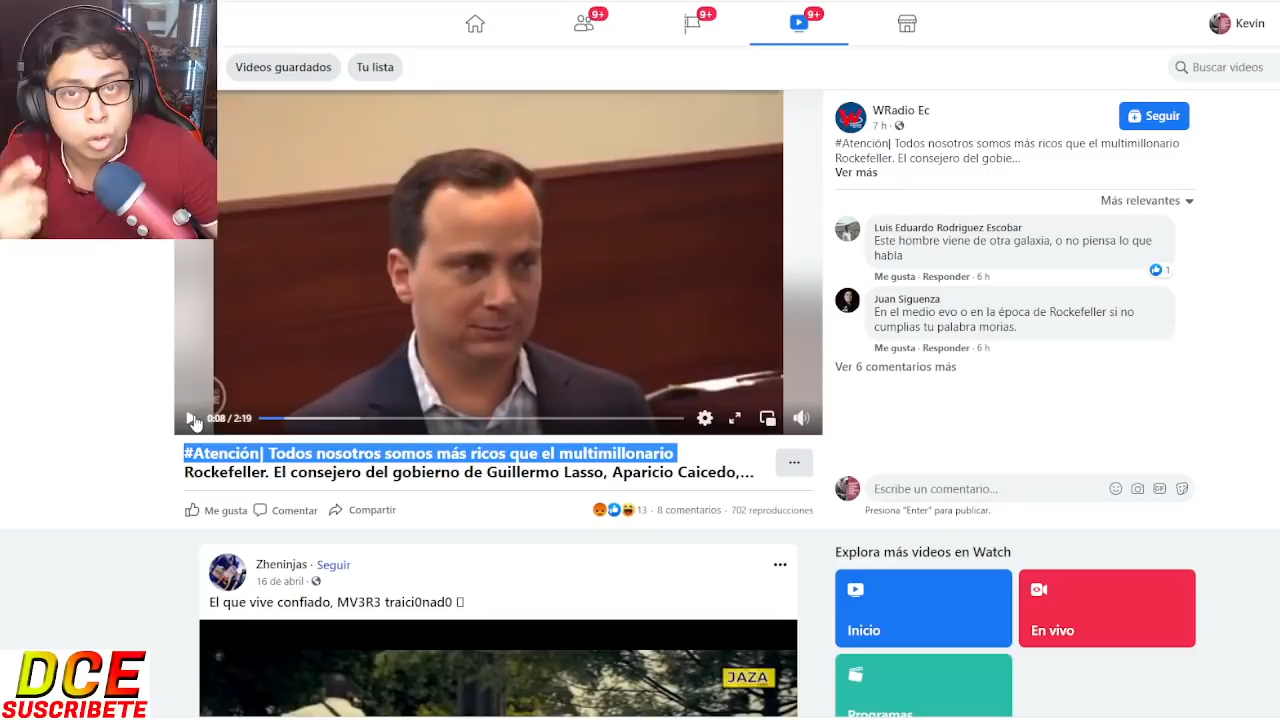 9+
9+
9+
Kevin
Videos guardados
Tu lista
Buscar videos
WRadio Ec
7 h ·
Seguir
#Atención| Todos nosotros somos más ricos que el multimillonario
Rockefeller. El consejero del gobie...
Ver más
Más relevantes
Luis Eduardo Rodriguez Escobar
Este hombre viene de otra galaxia, o no piensa lo que
habla
1
Me gusta · Responder · 6 h
Juan Siguenza
En el medio evo o en la época de Rockefeller si no
cumplias tu palabra morias.
Me gusta · Responder · 6 h
Ver 6 comentarios más
0:08 / 2:19
#Atención| Todos nosotros somos más ricos que el multimillonario
Rockefeller. El consejero del gobierno de Guillermo Lasso, Aparicio Caicedo,...
Me gusta
Comentar
Compartir
13 · 8 comentarios · 702 reproducciones
Escribe un comentario...
GIF
Presiona "Enter" para publicar.
Zheninjas · Seguir
16 de abril ·
El que vive confiado, MV3R3 traici0nad0
JAZA
Explora más videos en Watch
Inicio
En vivo
Programas
DCE
SUSCRIBETE